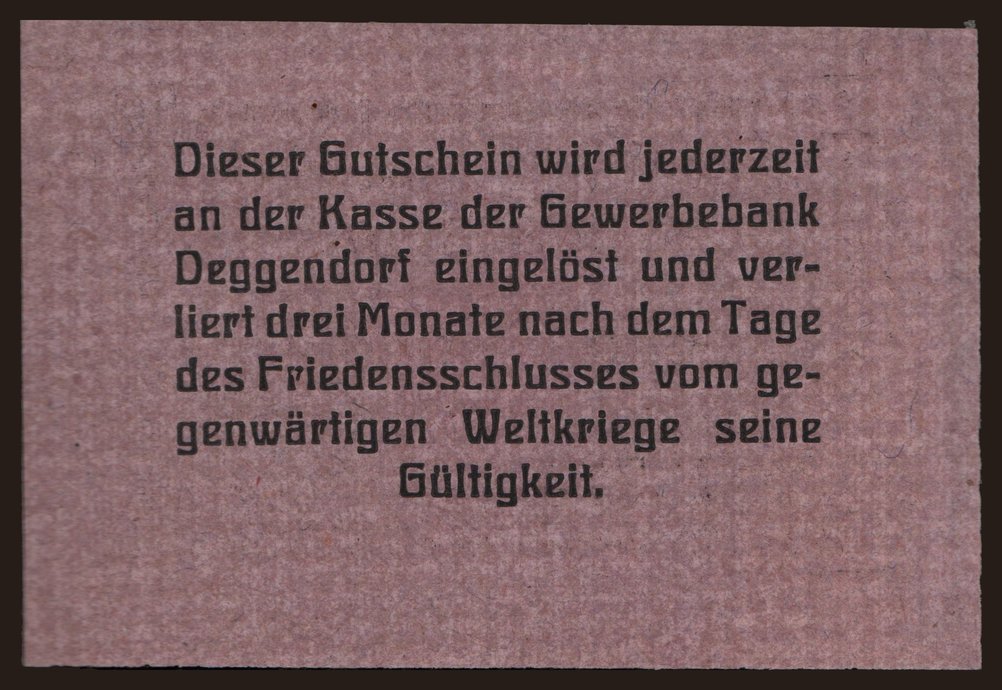 Dieser Gutschein wird jederzeit
an der Kasse der Gewerbebank
Deggendorf eingelöst und ver-
liert drei Monate nach dem Tage
des Friedensschlusses vom ge-
genwärtigen Weltkriege seine
Gültigkeit.